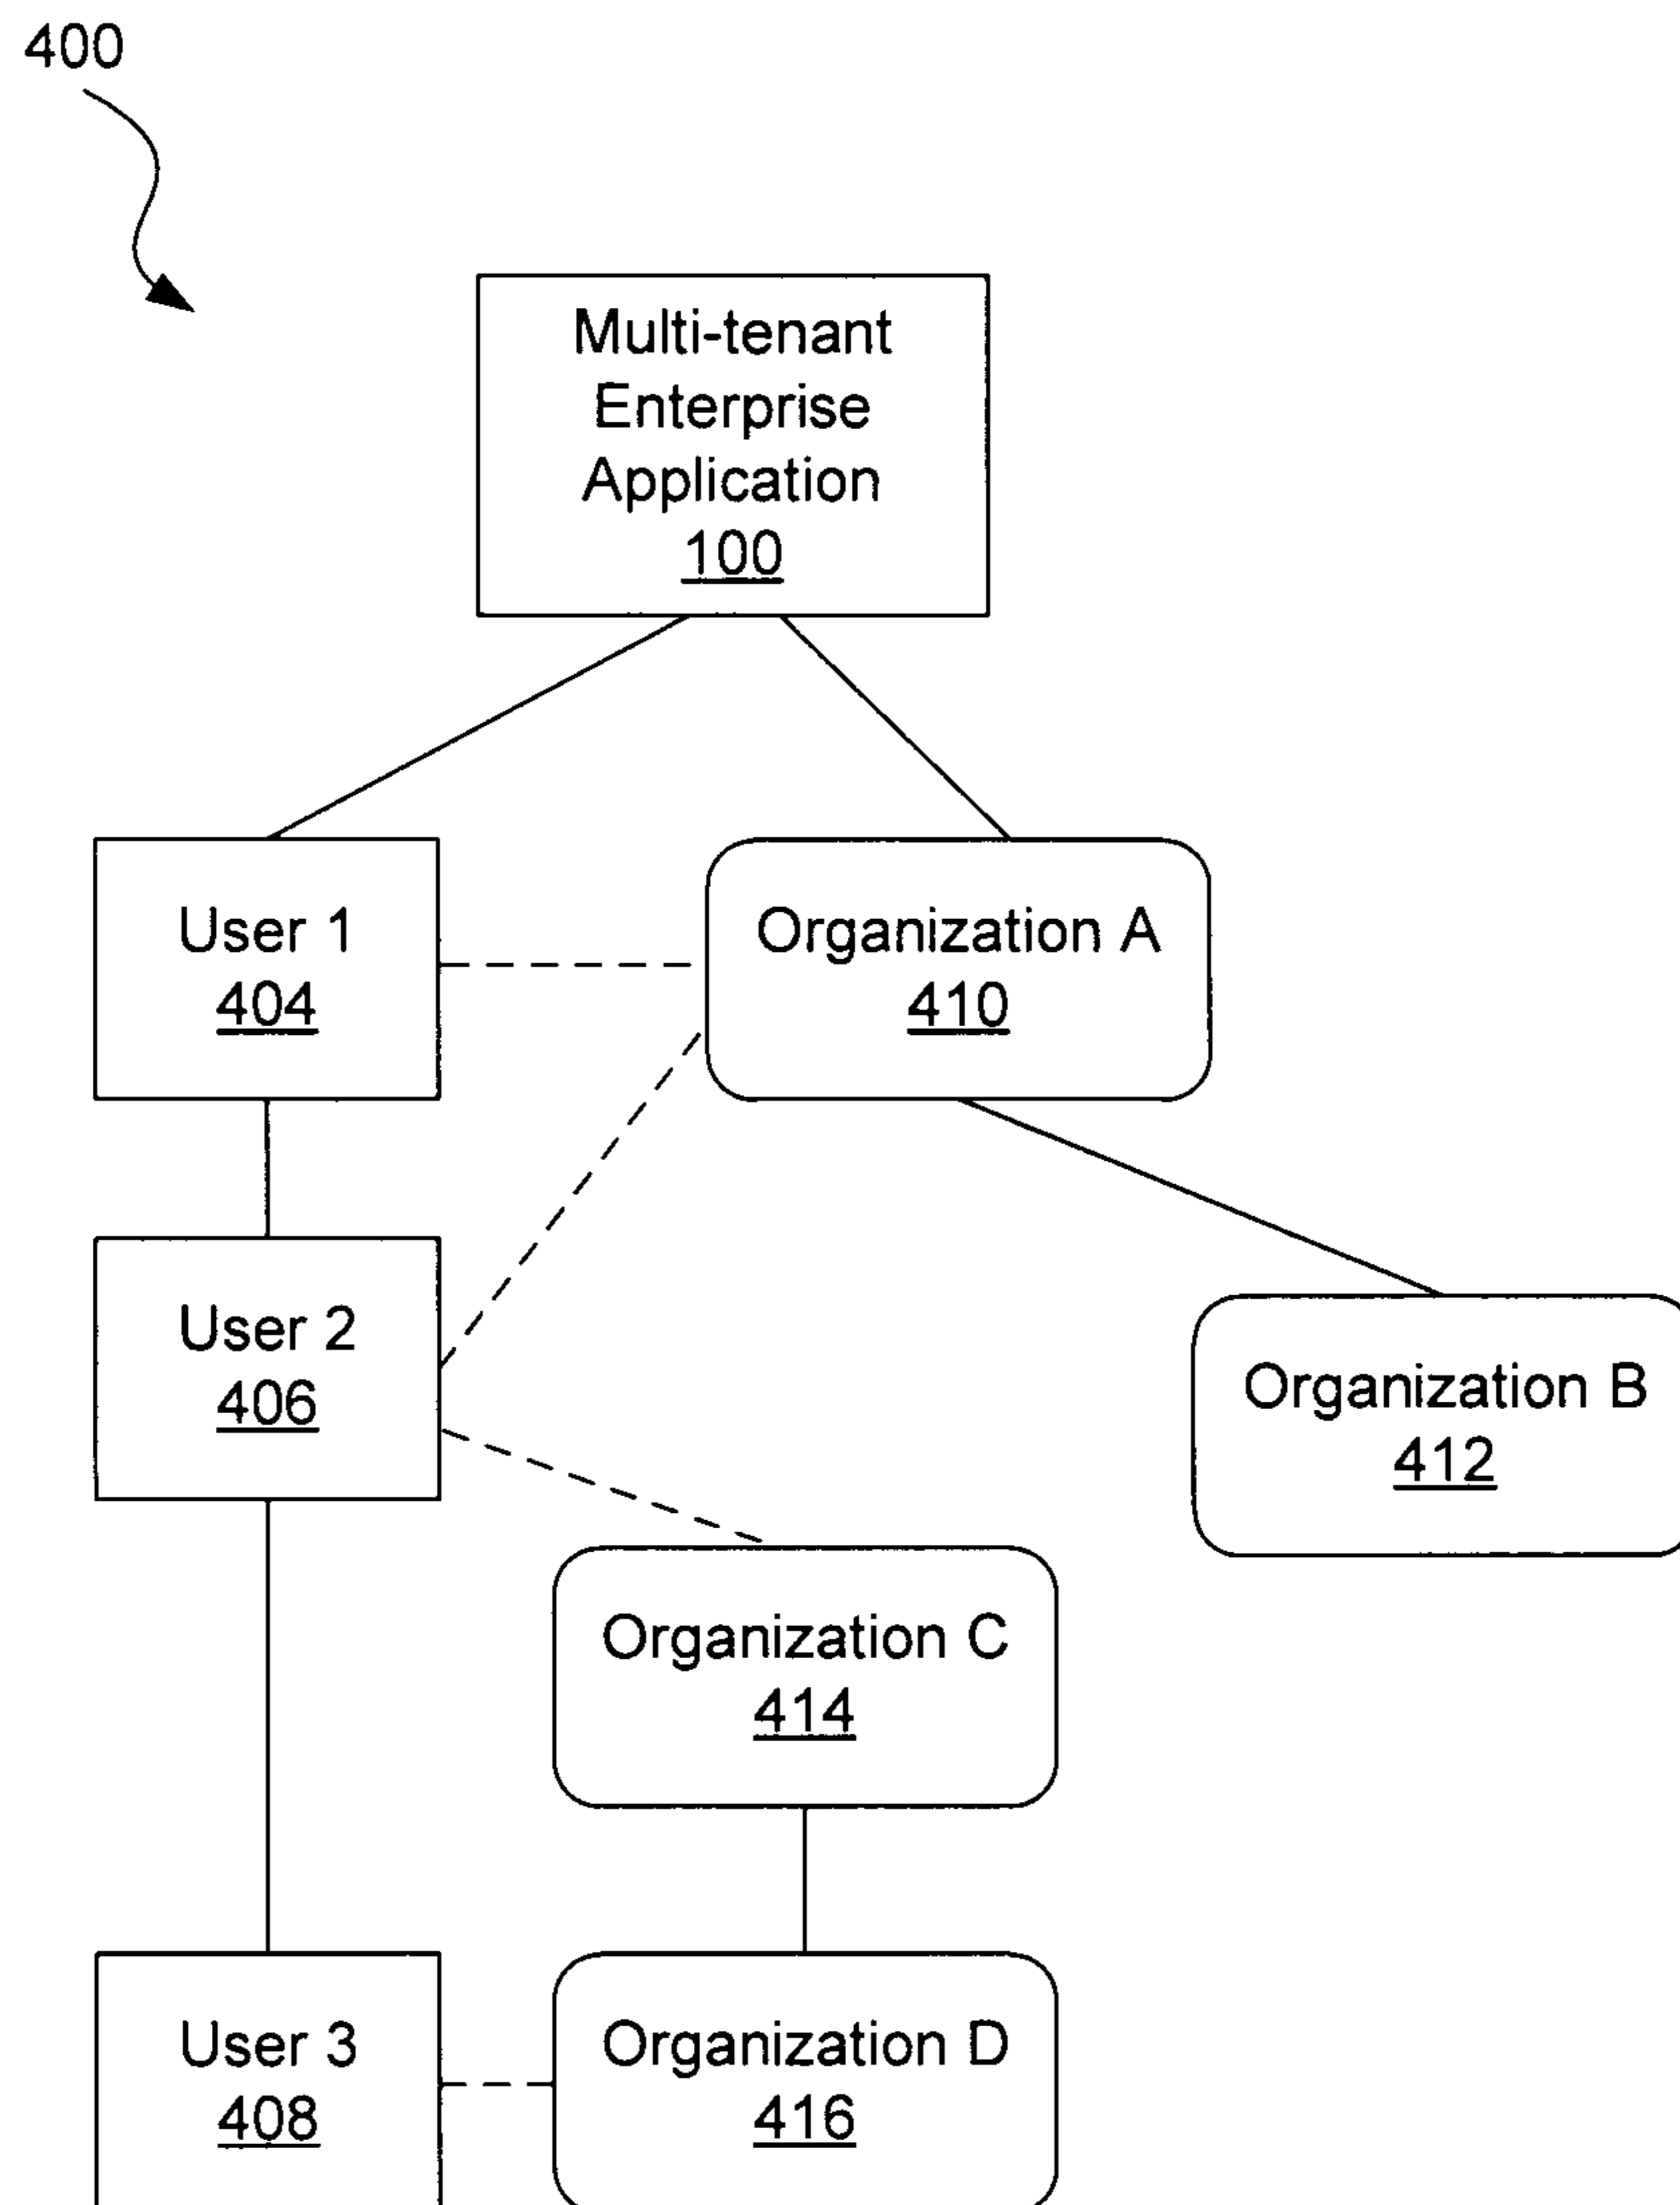 400
Multi-tenant
Enterprise
Application
100
User 1
404
Organization A
410
User 2
406
Organization B
412
Organization C
414
User 3
408
Organization D
416